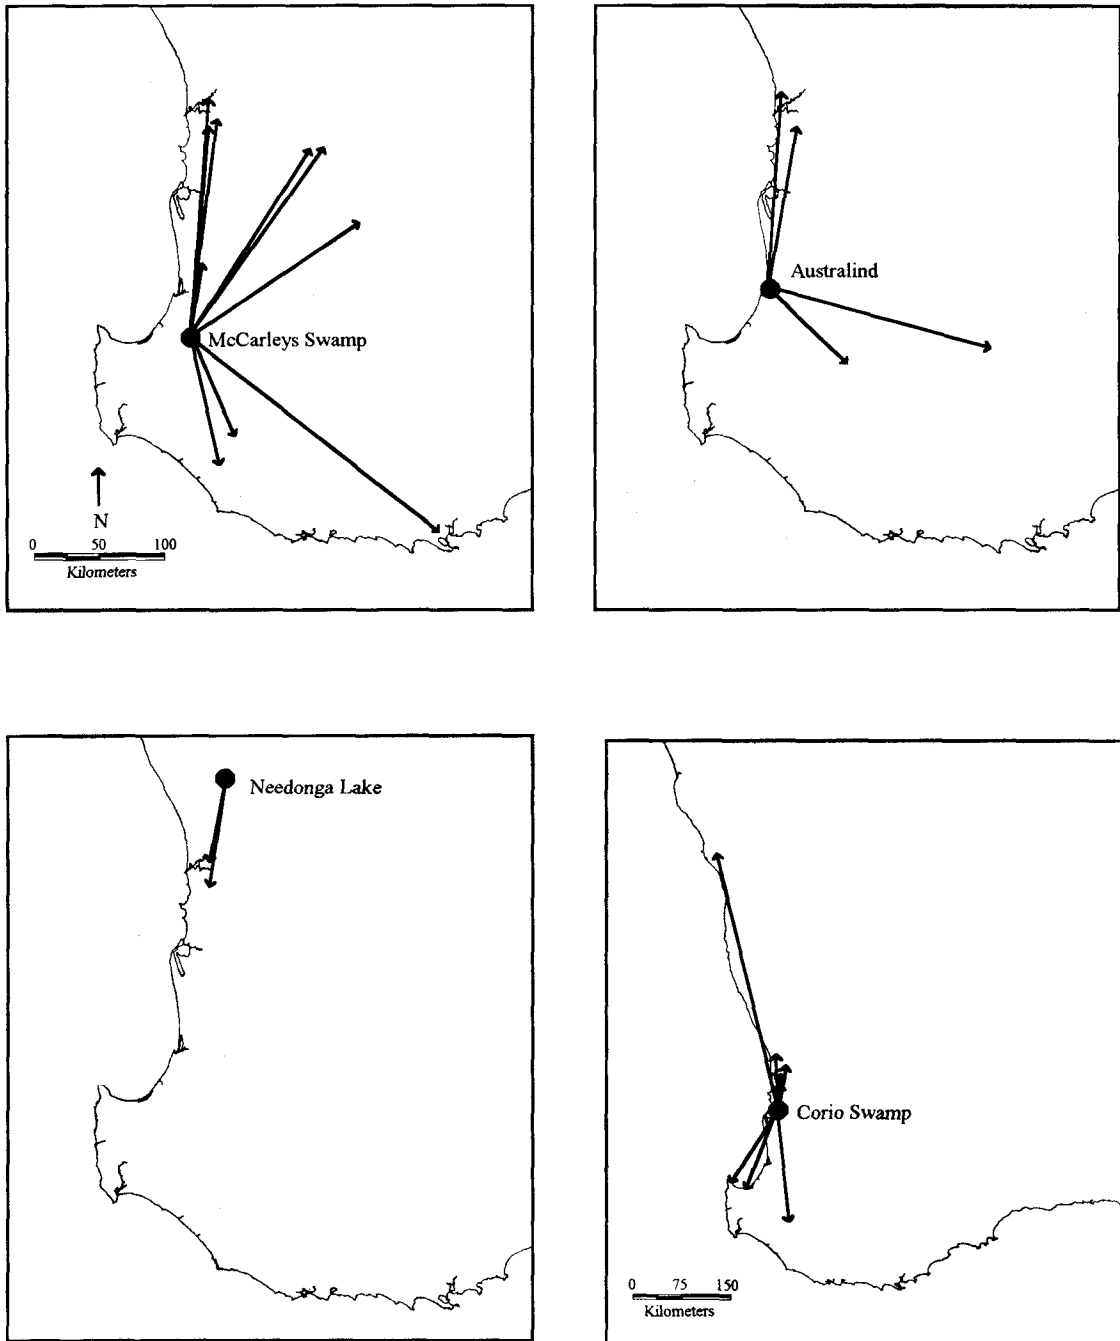 McCarleys Swamp
N
0 50 100
Kilometers
Australind
Needonga Lake
Corio Swamp
0 75 150
Kilometers